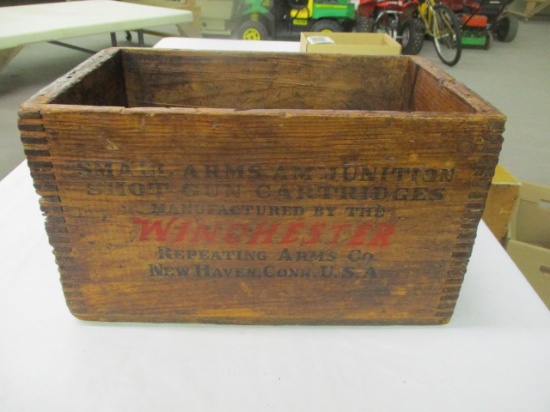 SMALL ARMS AMMUNITION
SHOT GUN CARTRIDGES
MANUFACTURED BY THE
WINCHESTER
REPEATING ARMS CO.
NEW HAVEN, CONN. U.S.A.